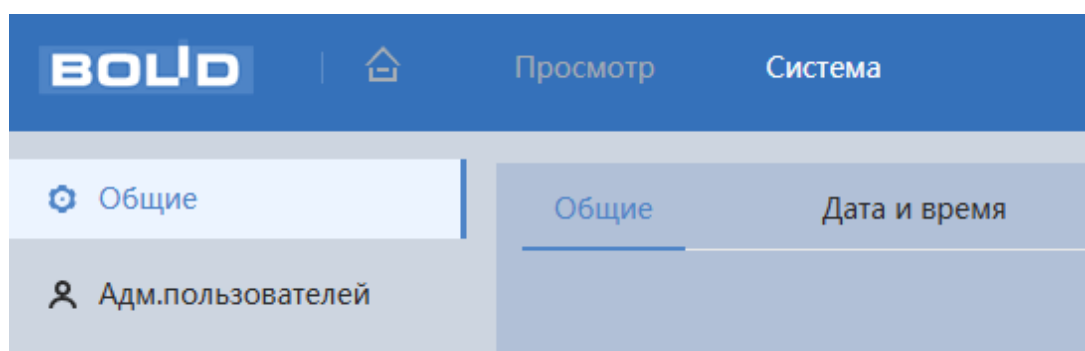 BOLID Просмотр Система
Общие
Общие Дата и время
Адм.пользователей